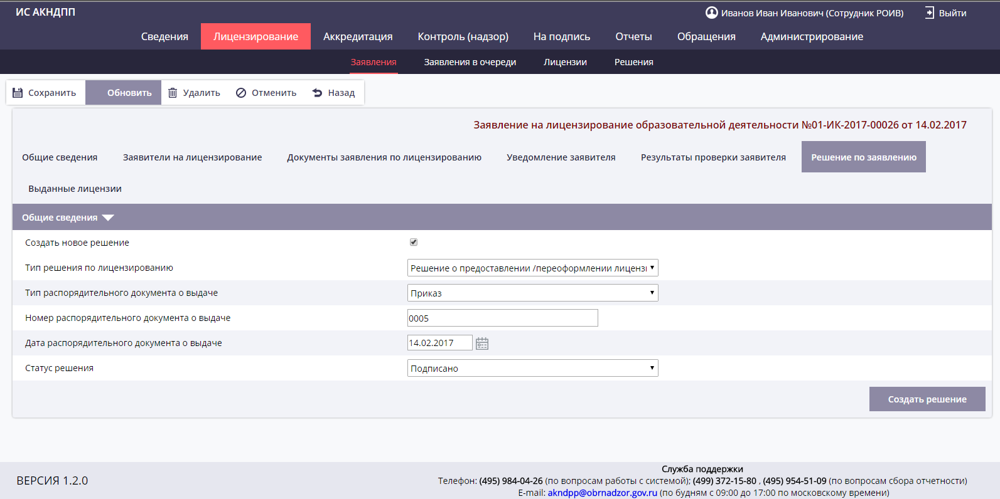 ИС АКНДПП
Иванов Иван Иванович (Сотрудник РОИВ) Выйти
Сведения Лицензирование Аккредитация Контроль (надзор) На подпись Отчеты Обращения Администрирование
Заявления Заявления в очереди Лицензии Решения
Сохранить Обновить Удалить Отменить Назад
Заявление на лицензирование образовательной деятельности №01-ИК-2017-00026 от 14.02.2017
Общие сведения Заявители на лицензирование Документы заявления по лицензированию Уведомление заявителя Результаты проверки заявителя Решение по заявлению
Выданные лицензии
Общие сведения
Создать новое решение
Тип решения по лицензированию Решение о предоставлении /переоформлении лиценз
Тип распорядительного документа о выдаче Приказ
Номер распорядительного документа о выдаче 0005
Дата распорядительного документа о выдаче 14.02.2017
Статус решения Подписано
Создать решение
ВЕРСИЯ 1.2.0
Служба поддержки
Телефон: (495) 984-04-26 (по вопросам работы с системой); (499) 372-15-80 , (495) 954-51-09 (по вопросам сбора отчетности)
E-mail: akndpp@obrnadzor.gov.ru (по будням с 09:00 до 17:00 по московскому времени)